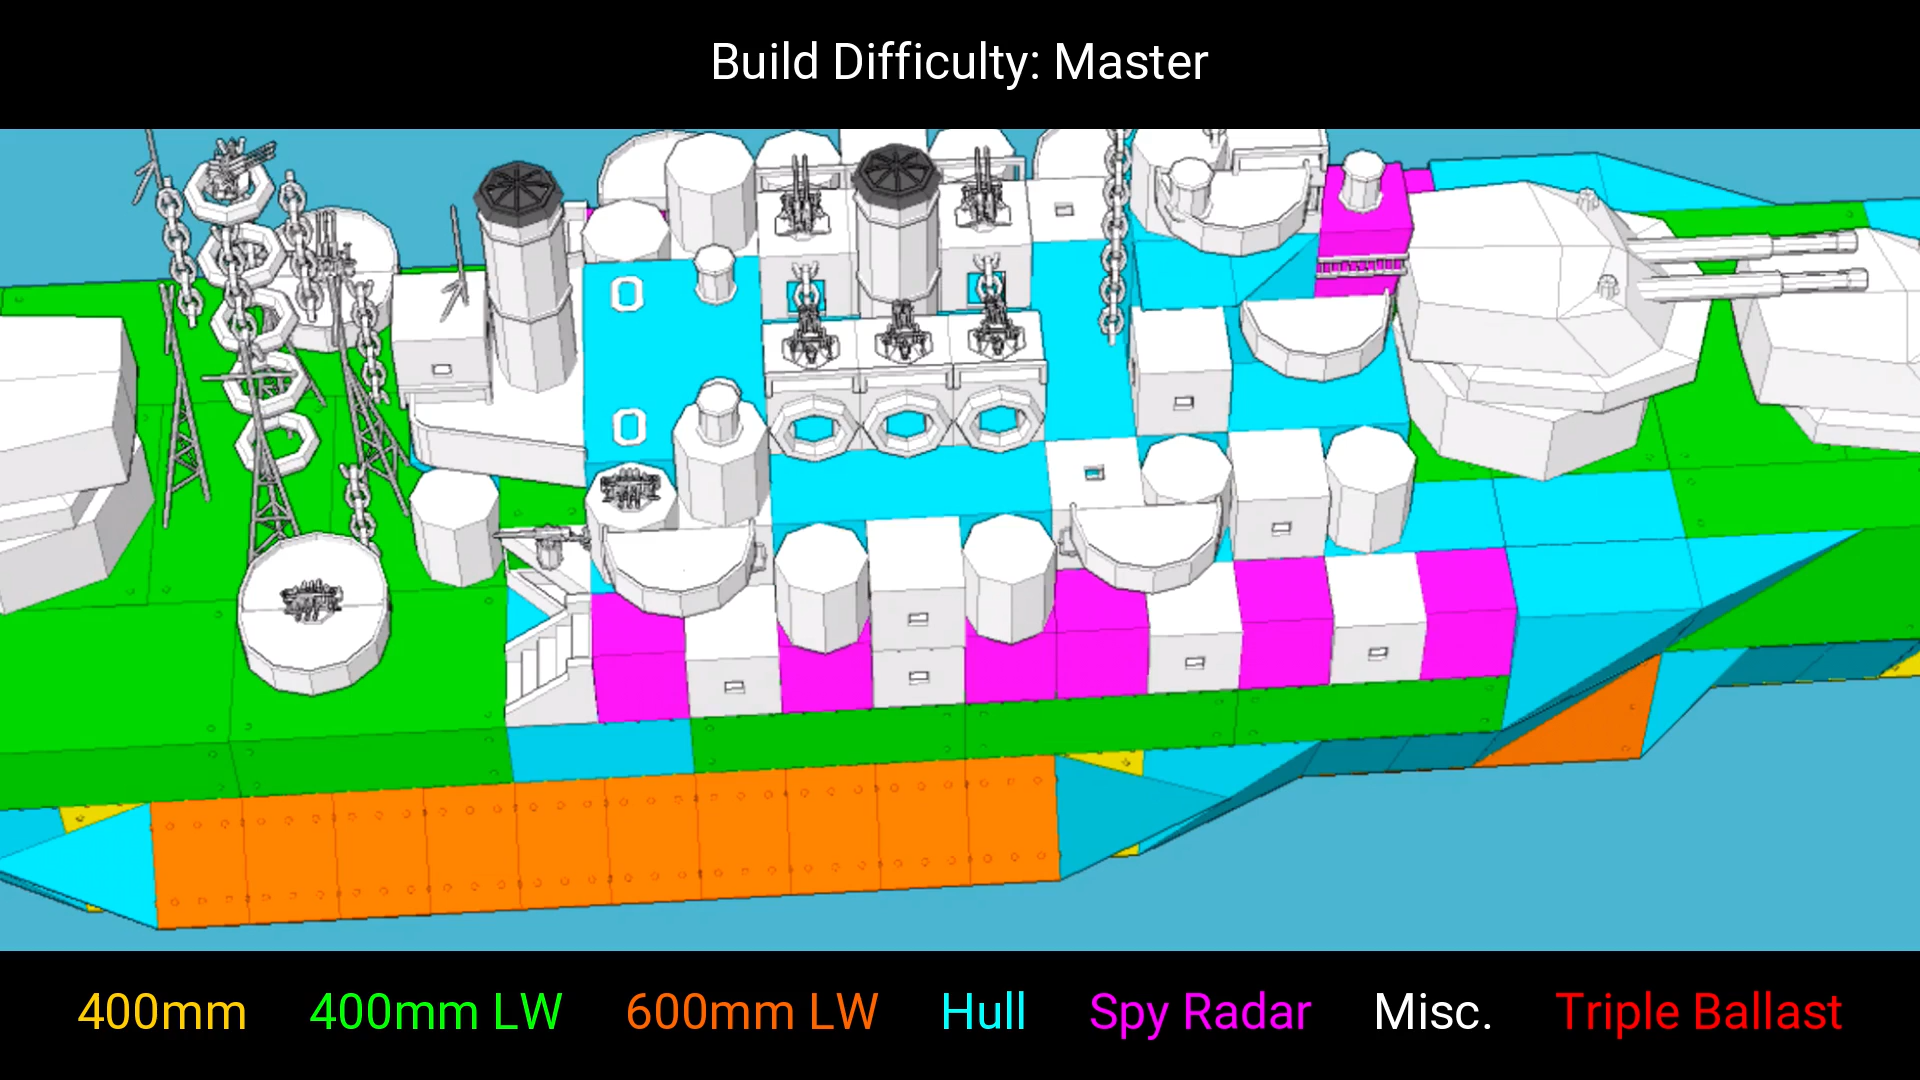 Build Difficulty: Master
400mm 400mm LW 600mm LW Hull Spy Radar Misc. Triple Ballast